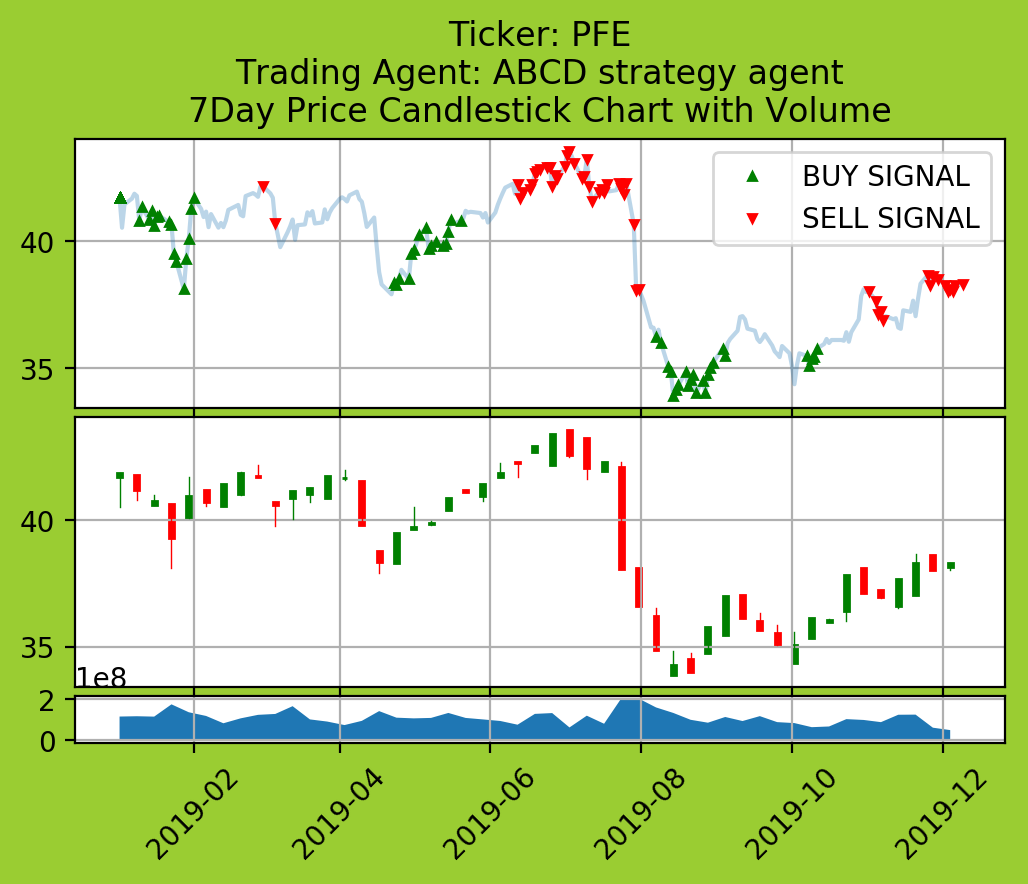 Ticker: PFE
Trading Agent: ABCD strategy agent
7Day Price Candlestick Chart with Volume
BUY SIGNAL
SELL SIGNAL
40
35
40
35
1e8
2
0
2019-02
2019-04
2019-06
2019-08
2019-10
2019-12